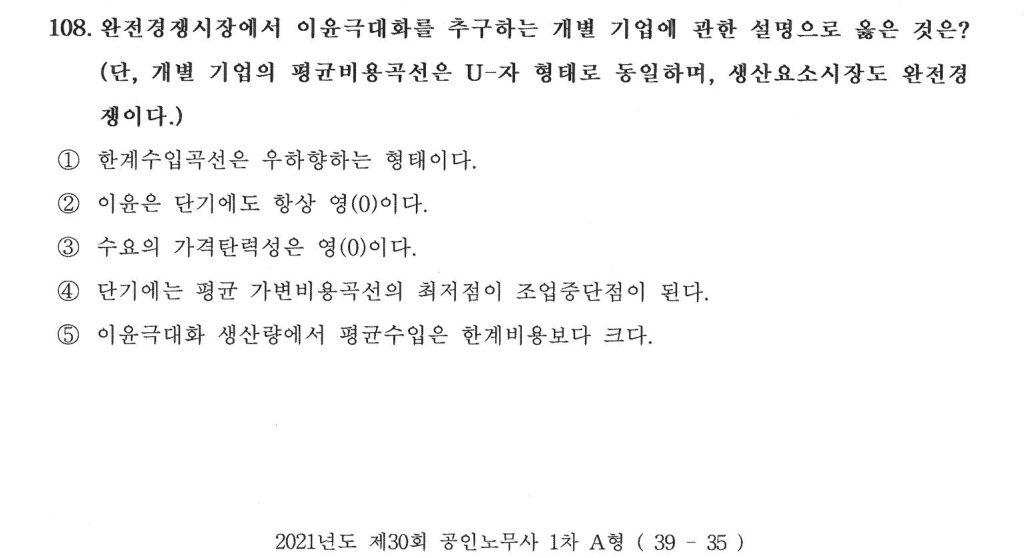 108. 완전경쟁시장에서 이윤극대화를 추구하는 개별 기업에 관한 설명으로 옳은 것은?
(단, 개별 기업의 평균비용곡선은 U-자 형태로 동일하며, 생산요소시장도 완전경
쟁이다.)
① 한계수입곡선은 우하향하는 형태이다.
② 이윤은 단기에도 항상 영(0)이다.
③ 수요의 가격탄력성은 영(0)이다.
④ 단기에는 평균 가변비용곡선의 최저점이 조업중단점이 된다.
⑤ 이윤극대화 생산량에서 평균수입은 한계비용보다 크다.
2021년도 제30회 공인노무사 1차 A형 ( 39 - 35 )